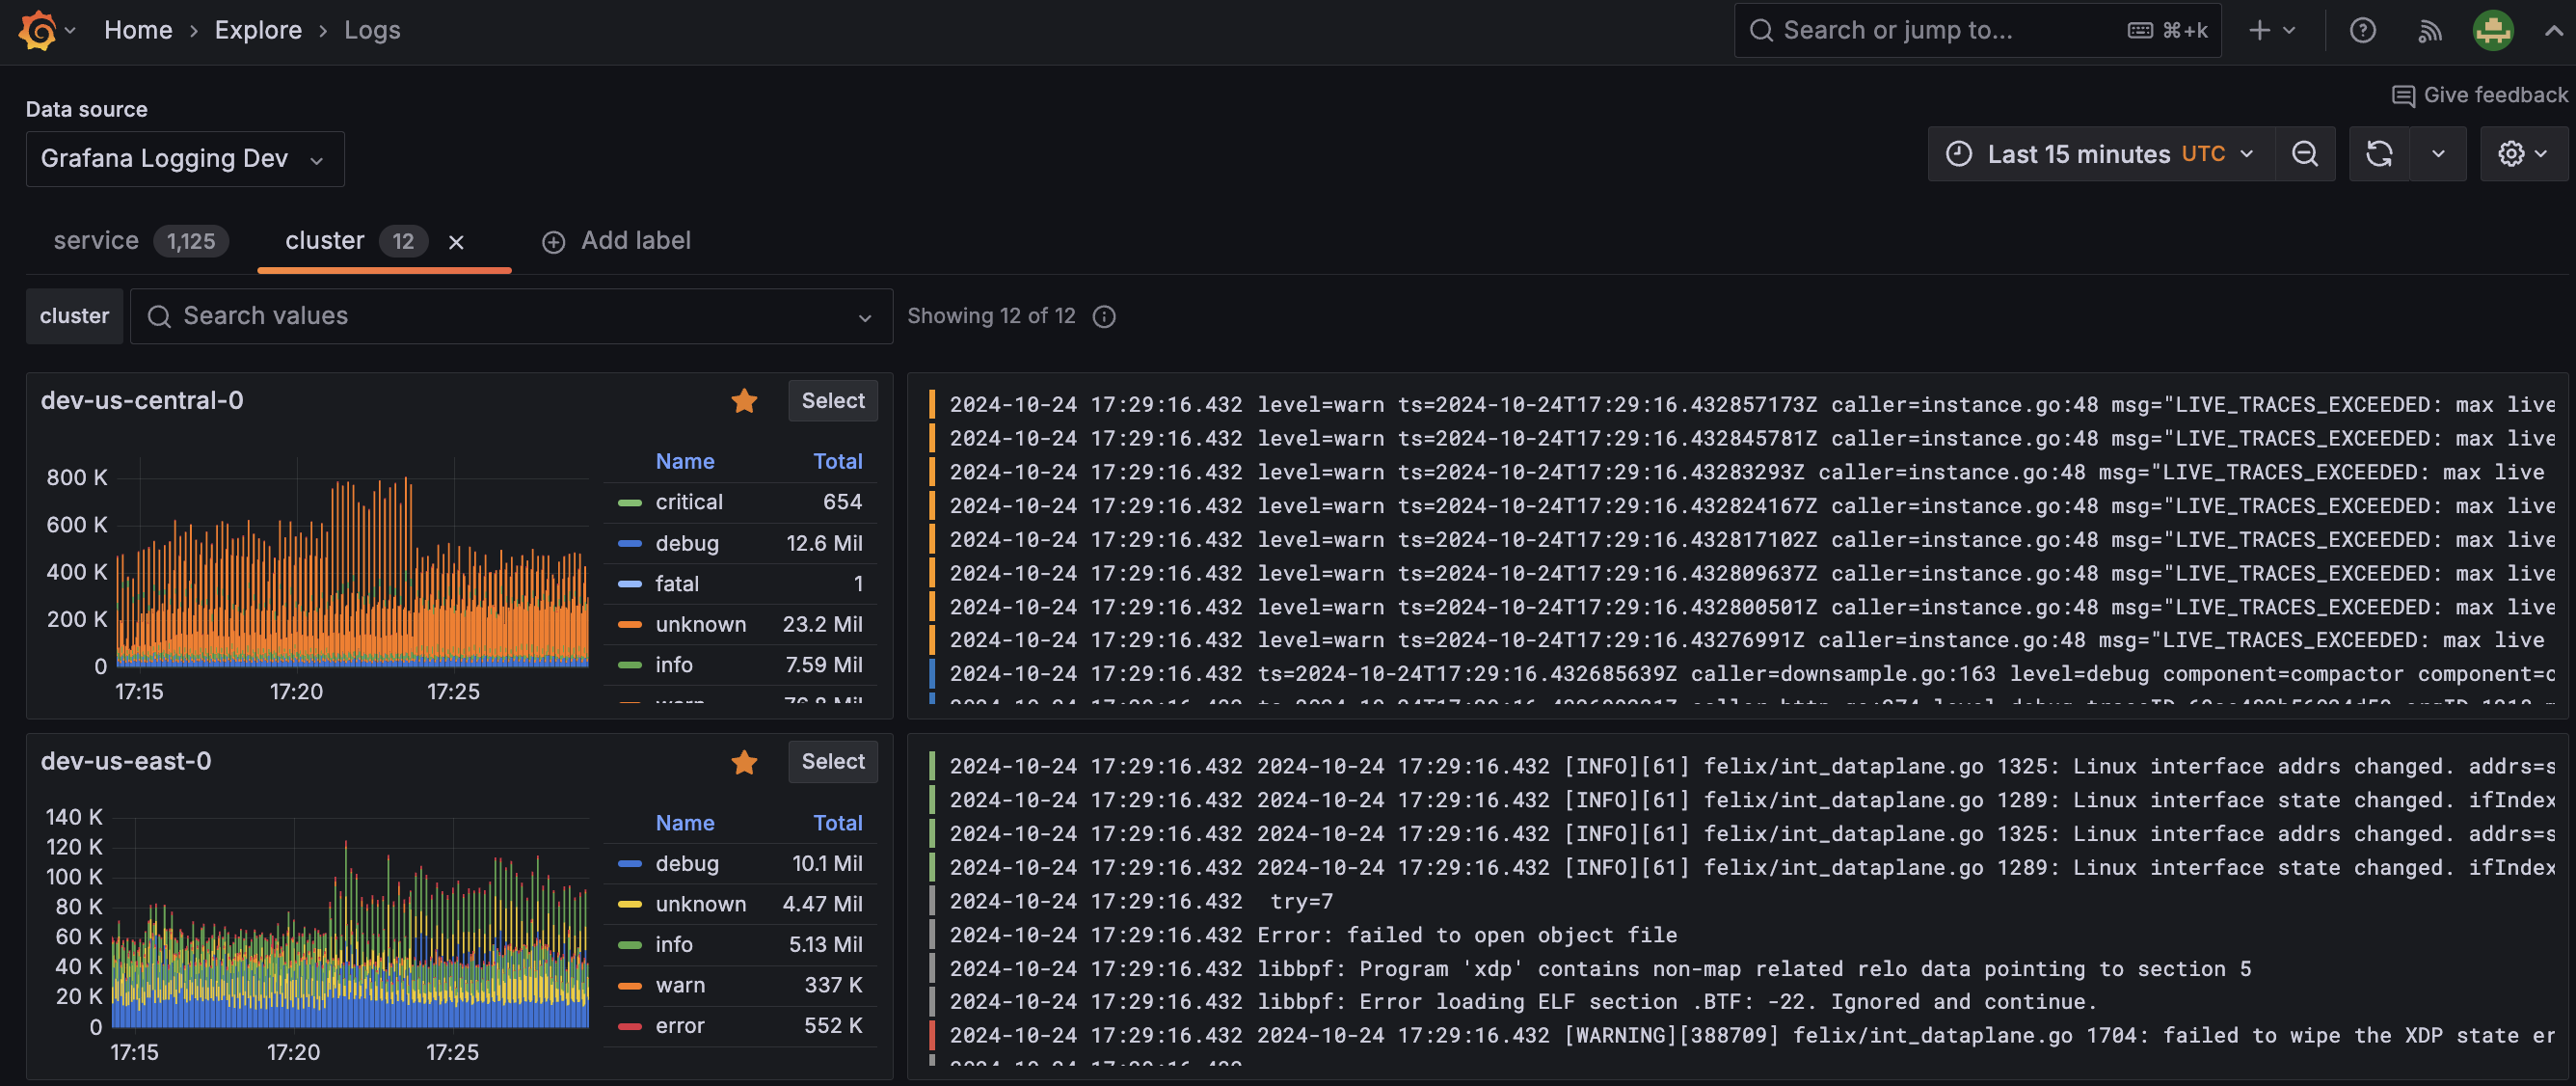 Home › Explore › Logs
Search or jump to... ⌘+k
Give feedback
Data source
Grafana Logging Dev
Last 15 minutes UTC
service 1,125 cluster 12 Add label
cluster Search values Showing 12 of 12
dev-us-central-0 Select
800 K
600 K
400 K
200 K
0
17:15 17:20 17:25
Name Total
critical 654
debug 12.6 Mil
fatal 1
unknown 23.2 Mil
info 7.59 Mil
warn 76.8 Mil
2024-10-24 17:29:16.432 level=warn ts=2024-10-24T17:29:16.432857173Z caller=instance.go:48 msg="LIVE_TRACES_EXCEEDED: max live
2024-10-24 17:29:16.432 level=warn ts=2024-10-24T17:29:16.432845781Z caller=instance.go:48 msg="LIVE_TRACES_EXCEEDED: max live
2024-10-24 17:29:16.432 level=warn ts=2024-10-24T17:29:16.43283293Z caller=instance.go:48 msg="LIVE_TRACES_EXCEEDED: max live
2024-10-24 17:29:16.432 level=warn ts=2024-10-24T17:29:16.432824167Z caller=instance.go:48 msg="LIVE_TRACES_EXCEEDED: max live
2024-10-24 17:29:16.432 level=warn ts=2024-10-24T17:29:16.432817102Z caller=instance.go:48 msg="LIVE_TRACES_EXCEEDED: max live
2024-10-24 17:29:16.432 level=warn ts=2024-10-24T17:29:16.432809637Z caller=instance.go:48 msg="LIVE_TRACES_EXCEEDED: max live
2024-10-24 17:29:16.432 level=warn ts=2024-10-24T17:29:16.432800501Z caller=instance.go:48 msg="LIVE_TRACES_EXCEEDED: max live
2024-10-24 17:29:16.432 level=warn ts=2024-10-24T17:29:16.43276991Z caller=instance.go:48 msg="LIVE_TRACES_EXCEEDED: max live
2024-10-24 17:29:16.432 ts=2024-10-24T17:29:16.432685639Z caller=downsample.go:163 level=debug component=compactor component=c
dev-us-east-0 Select
140 K
120 K
100 K
80 K
60 K
40 K
20 K
0
17:15 17:20 17:25
Name Total
debug 10.1 Mil
unknown 4.47 Mil
info 5.13 Mil
warn 337 K
error 552 K
2024-10-24 17:29:16.432 2024-10-24 17:29:16.432 [INFO][61] felix/int_dataplane.go 1325: Linux interface addrs changed. addrs=s
2024-10-24 17:29:16.432 2024-10-24 17:29:16.432 [INFO][61] felix/int_dataplane.go 1289: Linux interface state changed. ifIndex
2024-10-24 17:29:16.432 2024-10-24 17:29:16.432 [INFO][61] felix/int_dataplane.go 1325: Linux interface addrs changed. addrs=s
2024-10-24 17:29:16.432 2024-10-24 17:29:16.432 [INFO][61] felix/int_dataplane.go 1289: Linux interface state changed. ifIndex
2024-10-24 17:29:16.432 try=7
2024-10-24 17:29:16.432 Error: failed to open object file
2024-10-24 17:29:16.432 libbpf: Program 'xdp' contains non-map related relo data pointing to section 5
2024-10-24 17:29:16.432 libbpf: Error loading ELF section .BTF: -22. Ignored and continue.
2024-10-24 17:29:16.432 2024-10-24 17:29:16.432 [WARNING][388709] felix/int_dataplane.go 1704: failed to wipe the XDP state er
2024-10-24 17:29:16.432